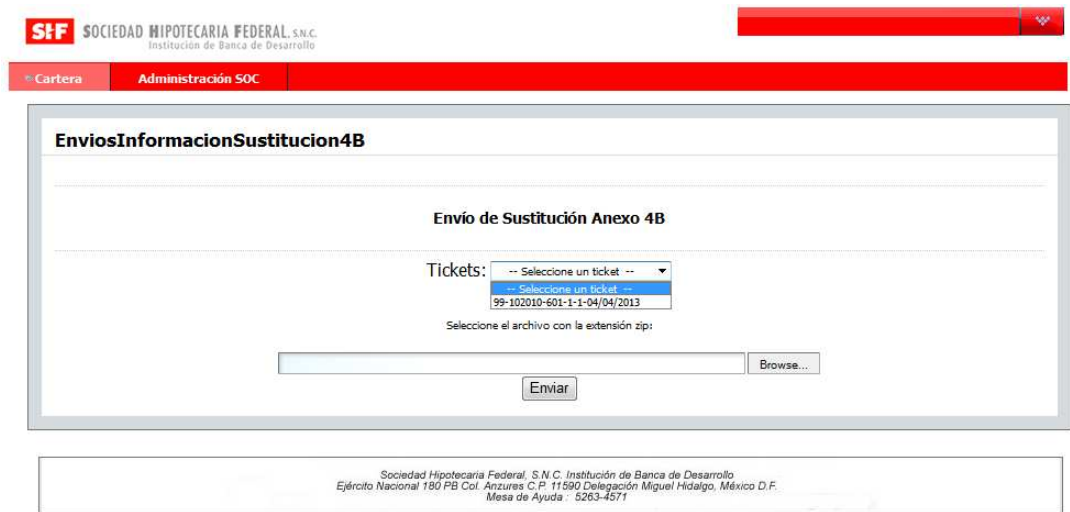 SHF SOCIEDAD HIPOTECARIA FEDERAL, S.N.C.
Institución de Banca de Desarrollo
Cartera Administración SOC
EnviosInformacionSustitucion4B
Envío de Sustitución Anexo 4B
Tickets: -- Seleccione un ticket --
-- Seleccione un ticket --
99-102010-601-1-1-04/04/2013
Seleccione el archivo con la extensión zip:
Browse...
Enviar
Sociedad Hipotecaria Federal, S.N.C. Institución de Banca de Desarrollo
Ejército Nacional 180 PB Col. Anzures C.P. 11590 Delegación Miguel Hidalgo, México D.F.
Mesa de Ayuda : 5263-4571